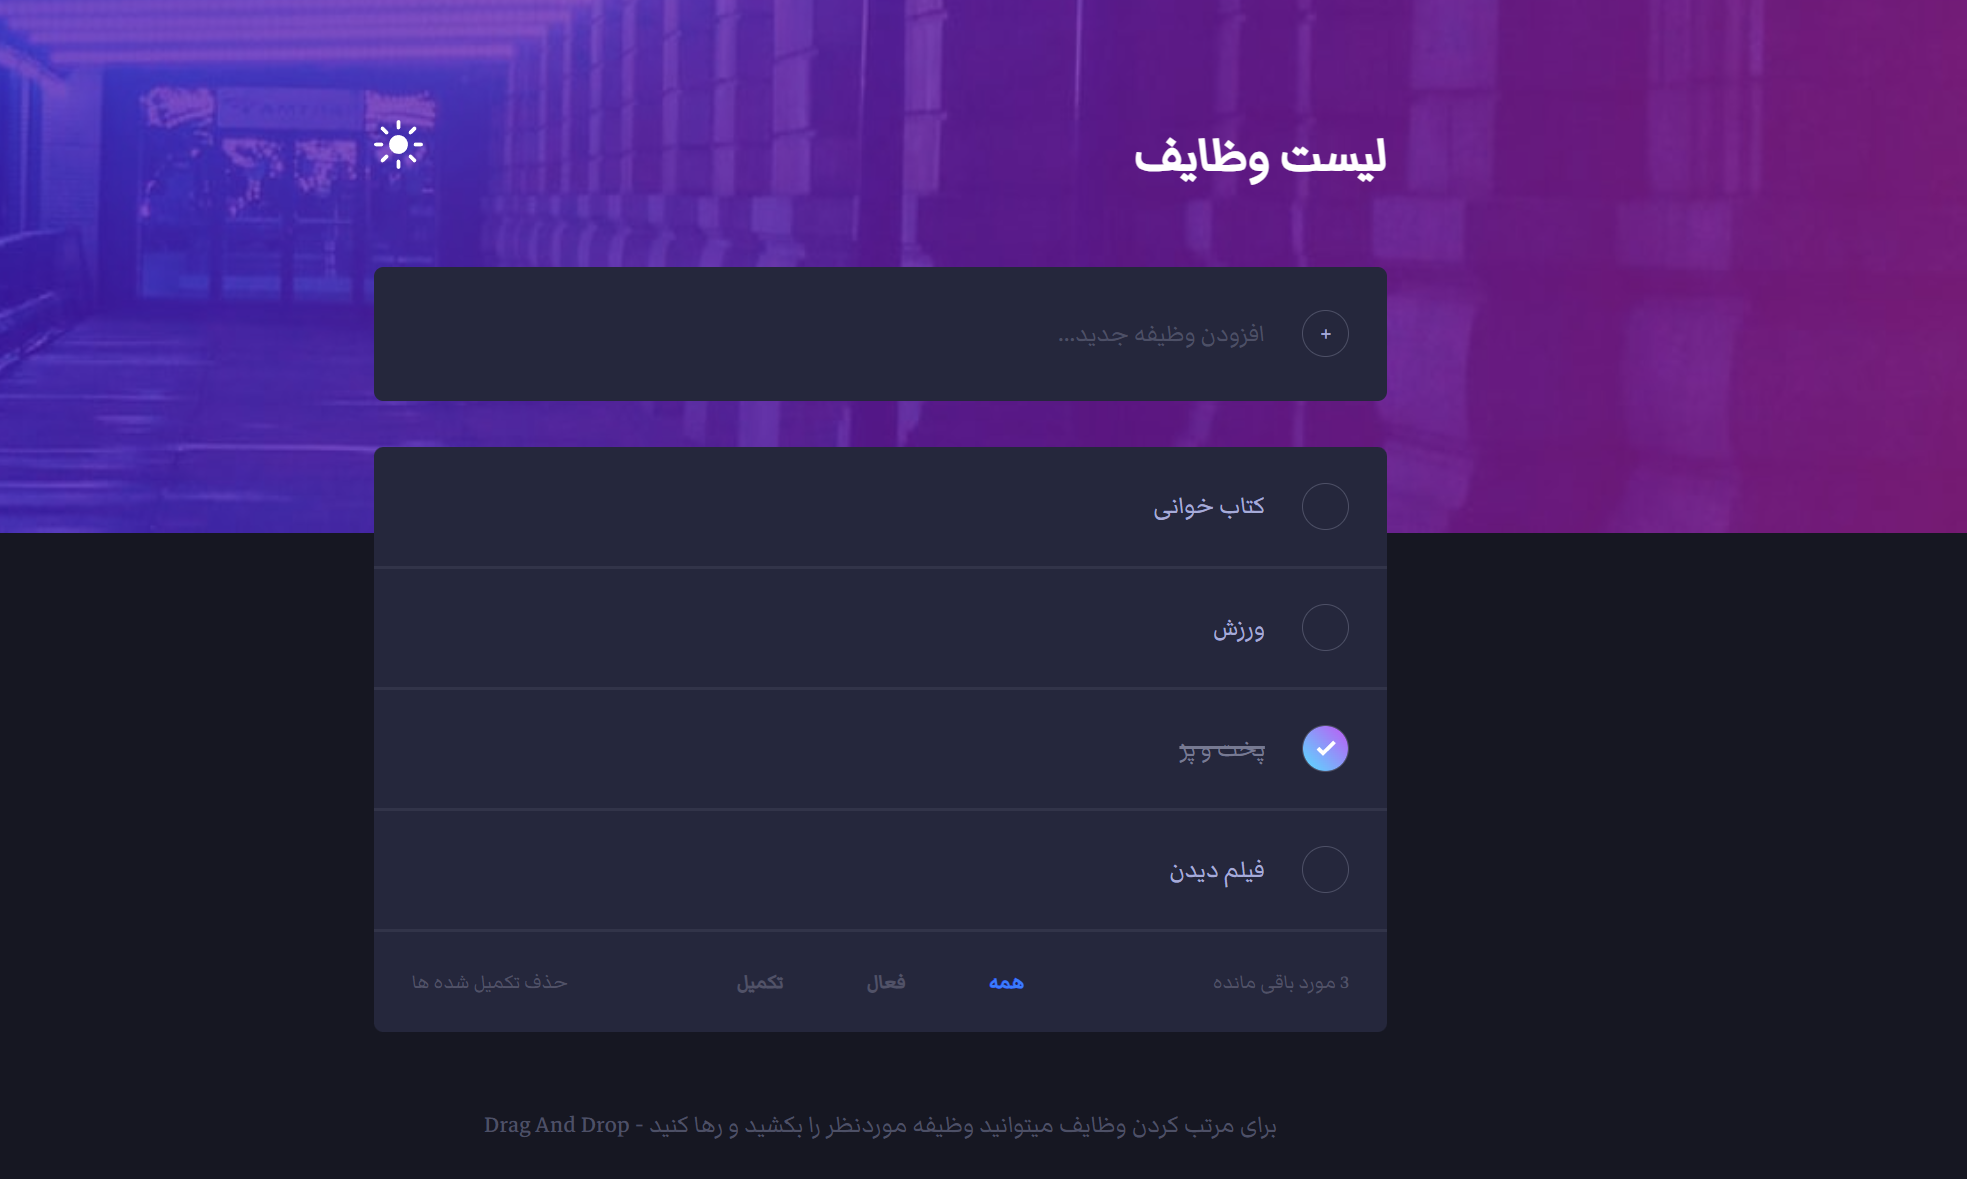 لیست وظایف
افزودن وظیفه جدید...
کتاب خوانی
ورزش
پخت و پز
فیلم دیدن
3 مورد باقی مانده
همه
فعال
تکمیل
حذف تکمیل شده ها
برای مرتب کردن وظایف میتوانید وظیفه موردنظر را بکشید و رها کنید - Drag And Drop